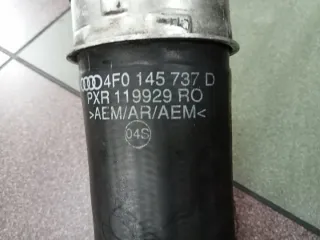 4F0 145 737 D
PXR 119929 RO
>AEM/AR/AEM<
04S